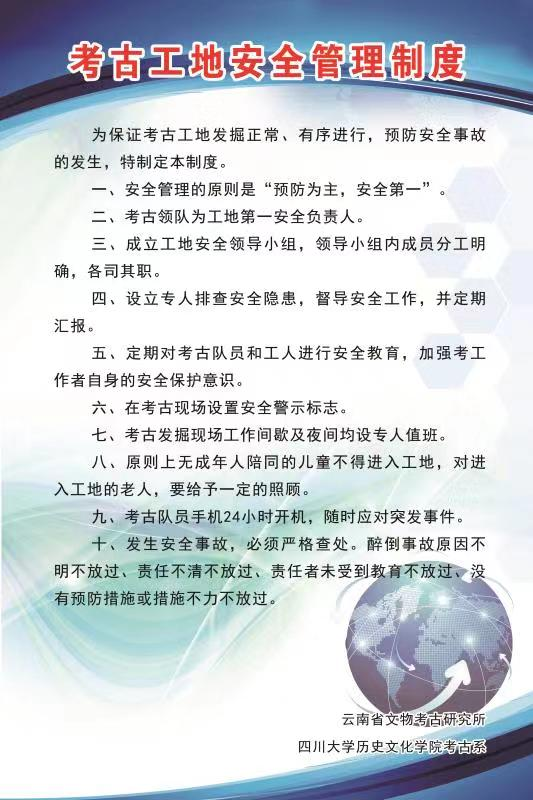 考古工地安全管理制度
为保证考古工地发掘正常、有序进行，预防安全事故
的发生，特制定本制度。
一、安全管理的原则是“预防为主，安全第一”。
二、考古领队为工地第一安全负责人。
三、成立工地安全领导小组，领导小组内成员分工明
确，各司其职。
四、设立专人排查安全隐患，督导安全工作，并定期
汇报。
五、定期对考古队员和工人进行安全教育，加强考工
作者自身的安全保护意识。
六、在考古现场设置安全警示标志。
七、考古发掘现场工作间歇及夜间均设专人值班。
八、原则上无成年人陪同的儿童不得进入工地，对进
入工地的老人，要给予一定的照顾。
九、考古队员手机24小时开机，随时应对突发事件。
十、发生安全事故，必须严格查处。醉倒事故原因不
明不放过、责任不清不放过、责任者未受到教育不放过、没
有预防措施或措施不力不放过。
云南省文物考古研究所
四川大学历史文化学院考古系